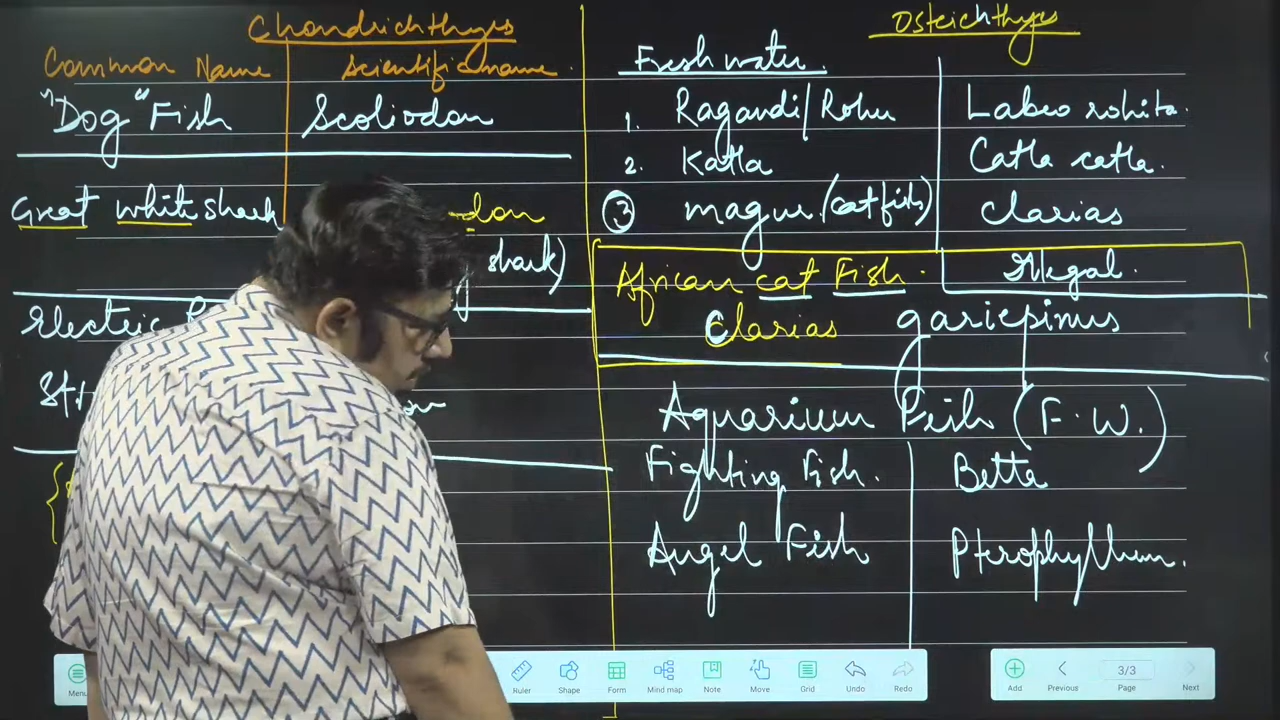 Chondrichthyes
Common Name Scientific name.
"Dog" Fish Scoliodon
Great white shark don
shark)
Electric
Osteichthyes
Fresh water.
1. Ragandi/Rohu Labeo rohita.
2. Katla Catla catla.
3 magur (cat fish) Clarias
African cat Fish. Illegal.
Clarias gariepinus
Aquarium Fish (F.W.)
Fighting Fish. Betta
Angel Fish Pterophyllum.
Menu Ruler Shape Form Mind map Note Move Grid Undo Redo
Add Previous 3/3 Page Next